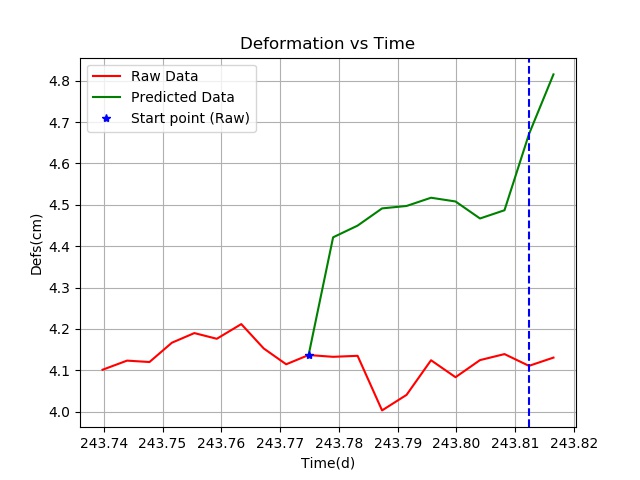 Deformation vs Time
Raw Data
Predicted Data
Start point (Raw)
4.8
4.7
4.6
4.5
4.4
4.3
4.2
4.1
4.0
Defs(cm)
243.74 243.75 243.76 243.77 243.78 243.79 243.80 243.81 243.82
Time(d)